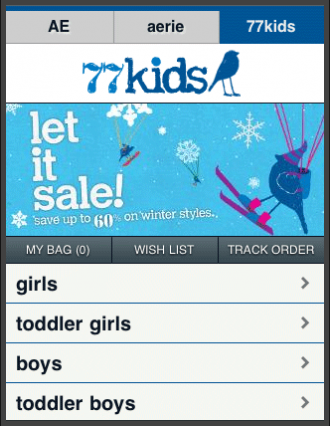 AE aerie 77kids
77kids
let
it
sale!
save up to 60% on winter styles.
MY BAG (0) WISH LIST TRACK ORDER
girls
toddler girls
boys
toddler boys